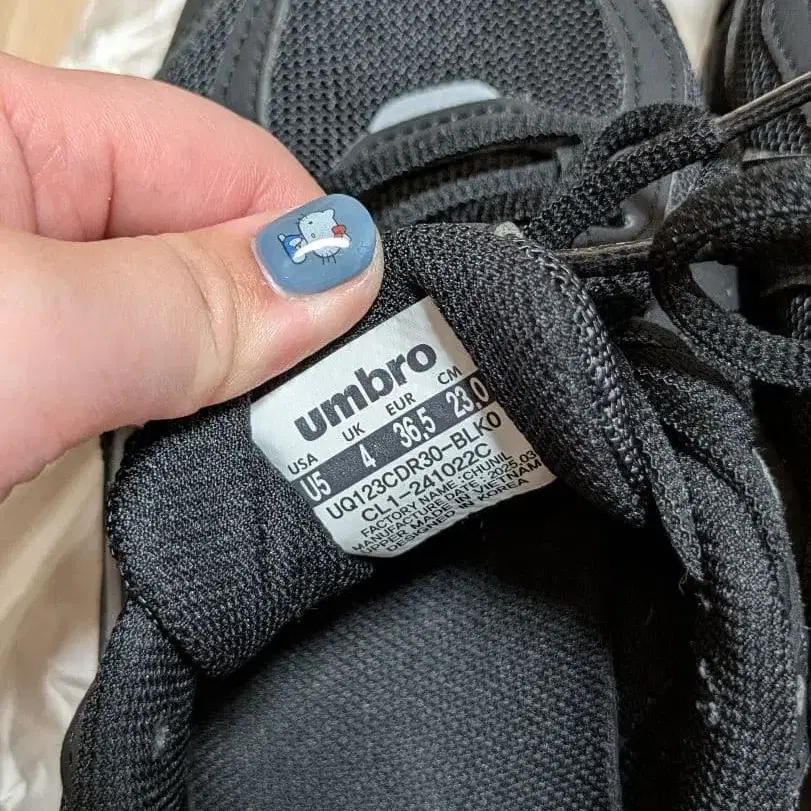 umbro
USA UK EUR CM
U5 4 36,5 23.0
UQ123CDR30-BLK0
CL1-241022C
FACTORY NAME :CHUNIL
MANUFACTURE DATE :2025.03
UPPER MADE IN VIETNAM
DESIGNED IN KOREA